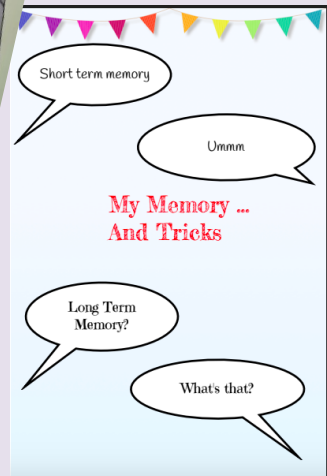 Short term memory
Ummm
My Memory ...
And Tricks
Long Term
Memory?
What's that?